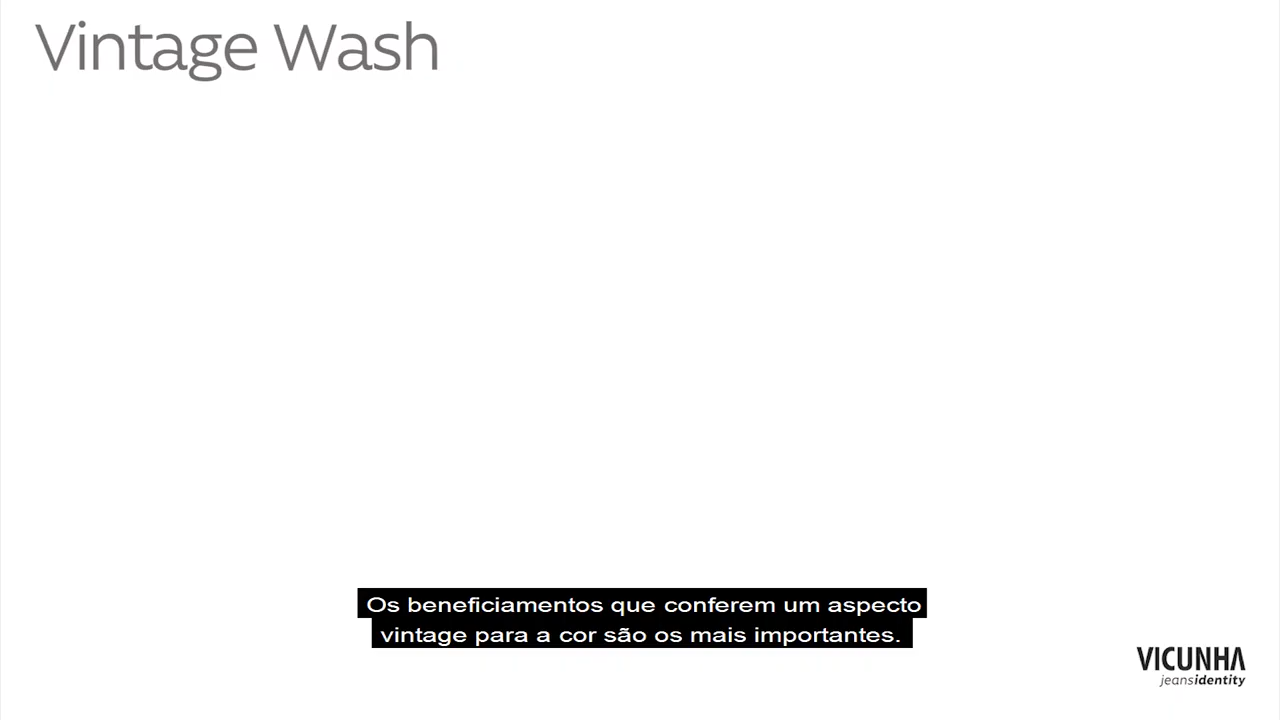 Vintage Wash
Os beneficiamentos que conferem um aspecto
vintage para a cor são os mais importantes.
VICUNHA
jeansidentity